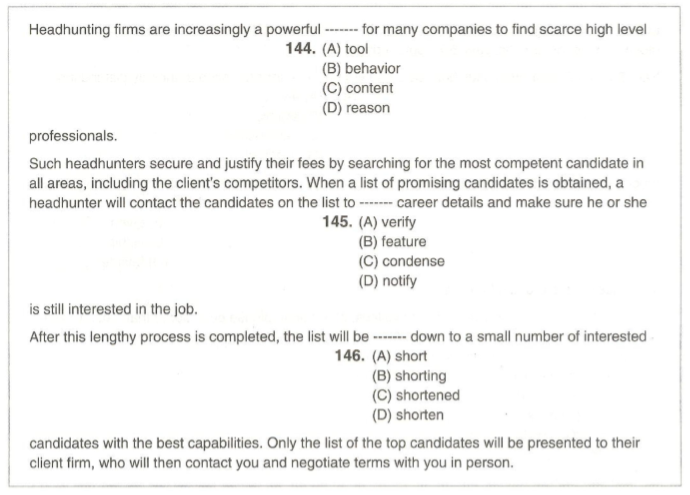 Headhunting firms are increasingly a powerful ------- for many companies to find scarce high level
144. (A) tool
(B) behavior
(C) content
(D) reason
professionals.
Such headhunters secure and justify their fees by searching for the most competent candidate in
all areas, including the client's competitors. When a list of promising candidates is obtained, a
headhunter will contact the candidates on the list to ------- career details and make sure he or she
145. (A) verify
(B) feature
(C) condense
(D) notify
is still interested in the job.
After this lengthy process is completed, the list will be ------- down to a small number of interested
146. (A) short
(B) shorting
(C) shortened
(D) shorten
candidates with the best capabilities. Only the list of the top candidates will be presented to their
client firm, who will then contact you and negotiate terms with you in person.